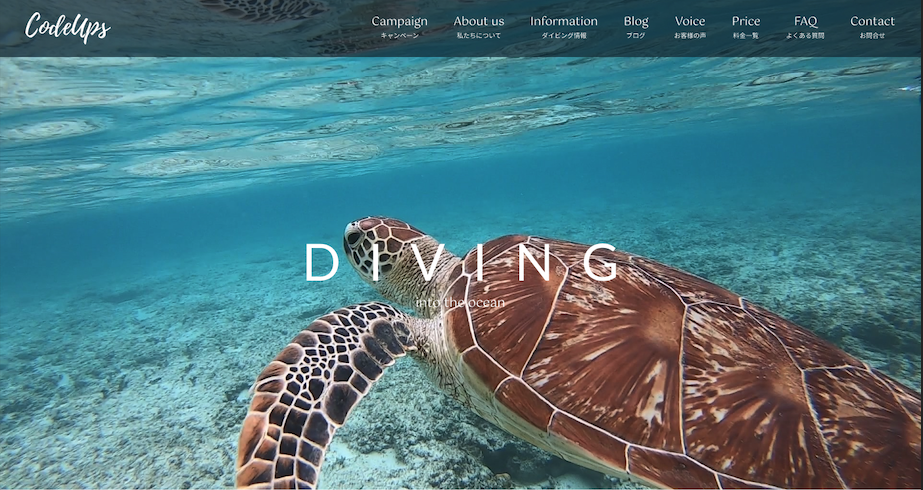 CodeUps
Campaign About us Information Blog Voice Price FAQ Contact
キャンペーン 私たちについて ダイビング情報 ブログ お客様の声 料金一覧 よくある質問 お問合せ
DIVING
into the ocean